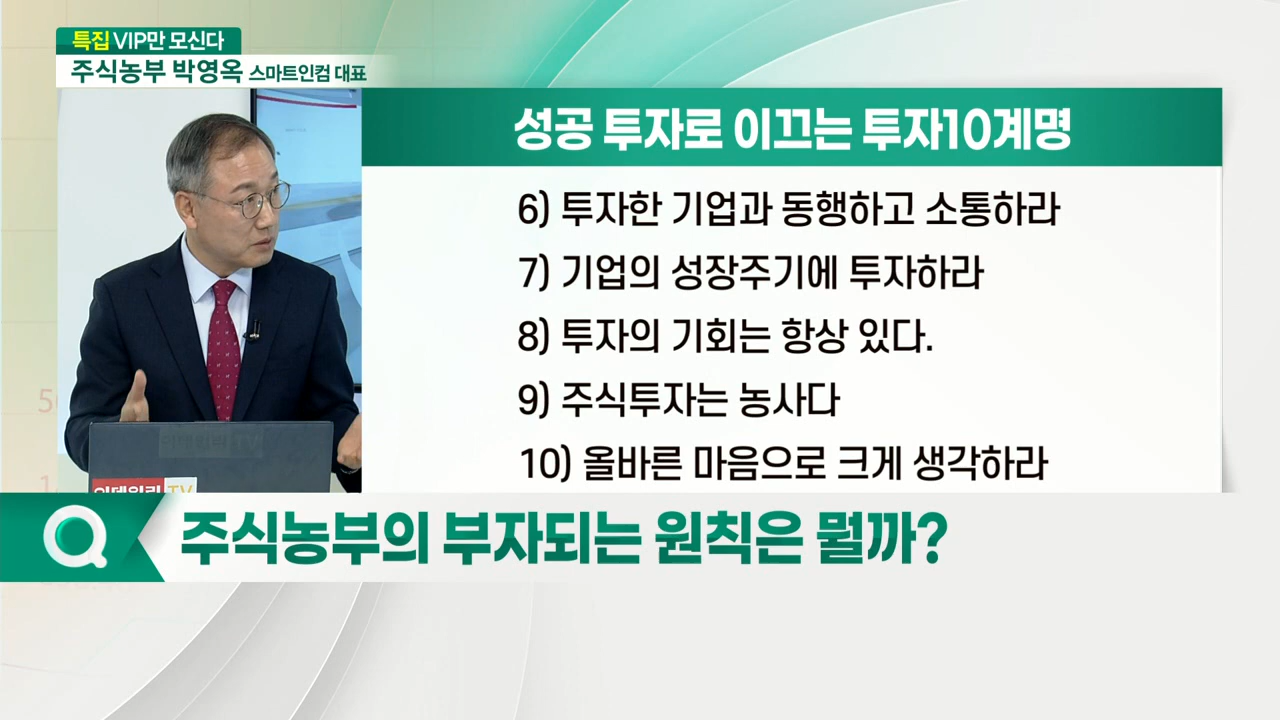 특집 VIP만 모신다
주식농부 박영옥 스마트인컴 대표
성공 투자로 이끄는 투자10계명
6) 투자한 기업과 동행하고 소통하라
7) 기업의 성장주기에 투자하라
8) 투자의 기회는 항상 있다.
9) 주식투자는 농사다
10) 올바른 마음으로 크게 생각하라
이데일리 TV
주식농부의 부자되는 원칙은 뭘까?